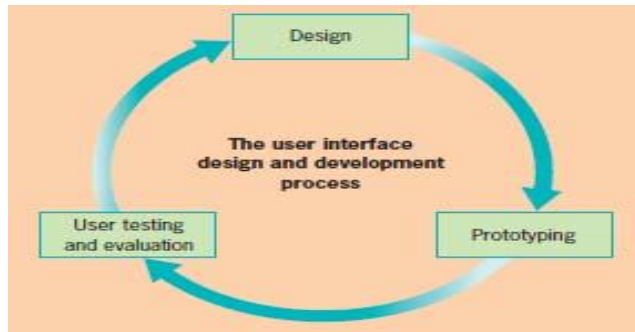 Design
The user interface
design and development
process
User testing
and evaluation
Prototyping